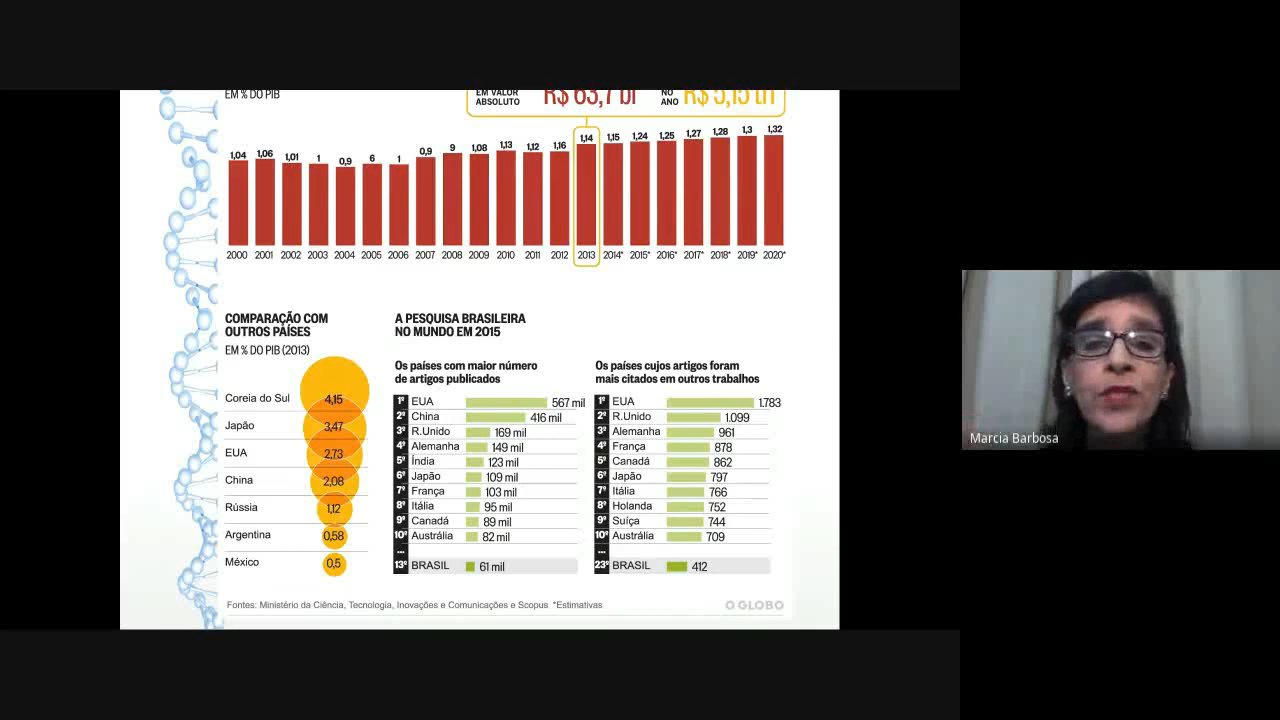 EM % DO PIB
EM VALOR
ABSOLUTO
R$ 63,7 bi
NO
ANO
R$ 5,15 tri
1,04 1,06 1,01 1 0,9 6 1 0,9 9 1,08 1,13 1,12 1,16 1,14 1,15 1,24 1,25 1,27 1,28 1,3 1,32
2000 2001 2002 2003 2004 2005 2006 2007 2008 2009 2010 2011 2012 2013 2014* 2015* 2016* 2017* 2018* 2019* 2020*
COMPARAÇÃO COM
OUTROS PAÍSES
EM % DO PIB (2013)
Coreia do Sul 4,15
Japão 3,47
EUA 2,73
China 2,08
Rússia 1,12
Argentina 0,58
México 0,5
A PESQUISA BRASILEIRA
NO MUNDO EM 2015
Os países com maior número
de artigos publicados
1º EUA 567 mil
2º China 416 mil
3º R.Unido 169 mil
4º Alemanha 149 mil
5º Índia 123 mil
6º Japão 109 mil
7º França 103 mil
8º Itália 95 mil
9º Canadá 89 mil
10º Austrália 82 mil
...
13º BRASIL 61 mil
Os países cujos artigos foram
mais citados em outros trabalhos
1º EUA 1.783
2º R.Unido 1.099
3º Alemanha 961
4º França 878
5º Canadá 862
6º Japão 797
7º Itália 766
8º Holanda 752
9º Suíça 744
10º Austrália 709
...
23º BRASIL 412
Fontes: Ministério da Ciência, Tecnologia, Inovações e Comunicações e Scopus *Estimativas
O GLOBO
Marcia Barbosa